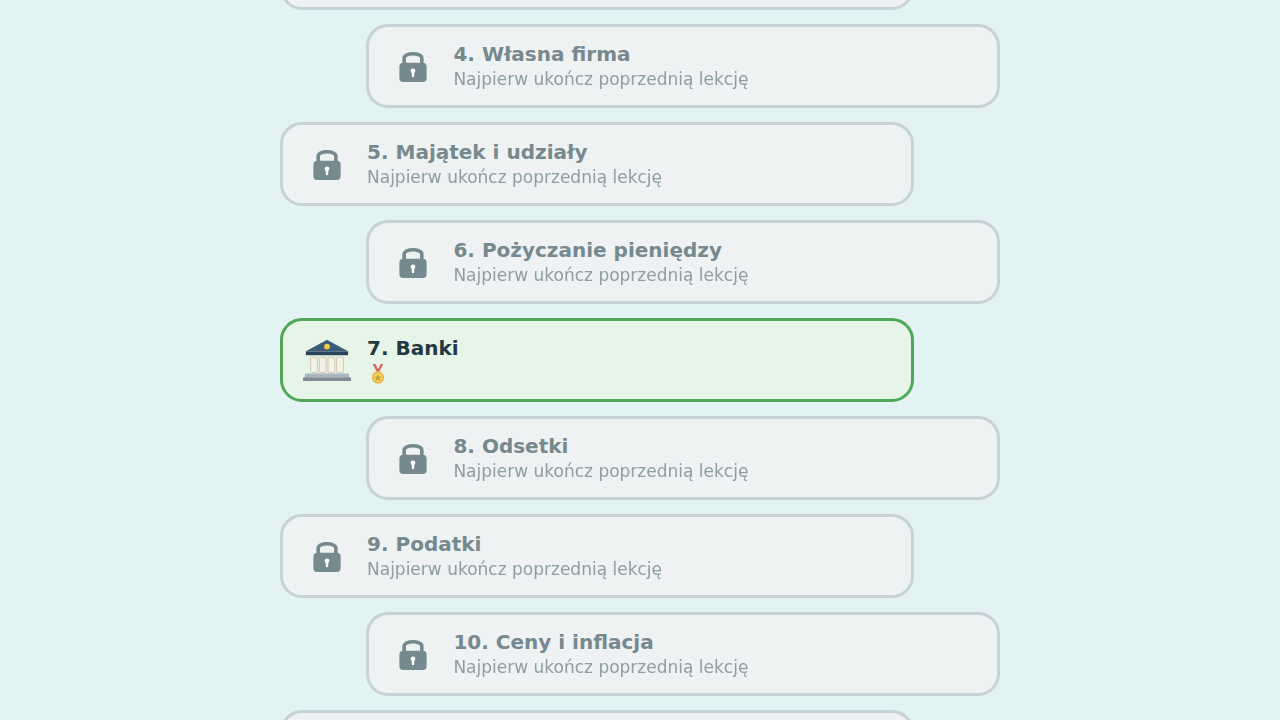 4. Własna firma
Najpierw ukończ poprzednią lekcję
5. Majątek i udziały
Najpierw ukończ poprzednią lekcję
6. Pożyczanie pieniędzy
Najpierw ukończ poprzednią lekcję
7. Banki
8. Odsetki
Najpierw ukończ poprzednią lekcję
9. Podatki
Najpierw ukończ poprzednią lekcję
10. Ceny i inflacja
Najpierw ukończ poprzednią lekcję